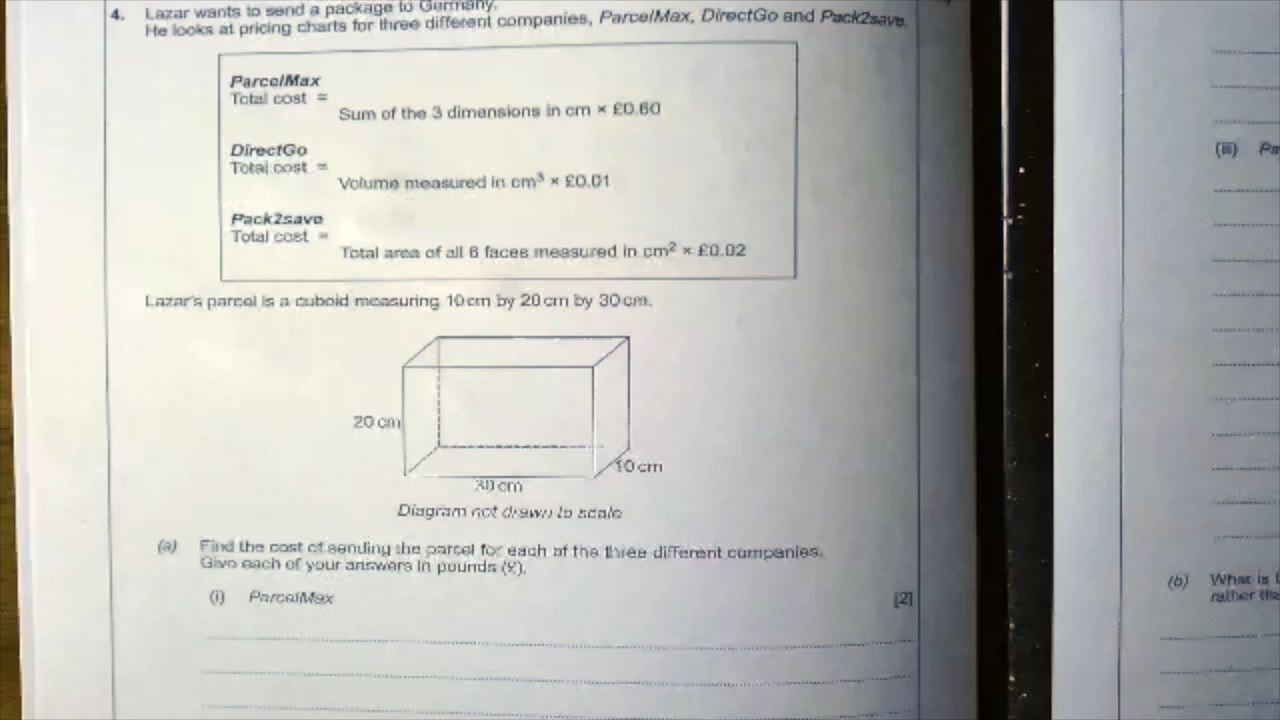 4. Lazar wants to send a package to Germany.
He looks at pricing charts for three different companies, ParcelMax, DirectGo and Pack2save.
ParcelMax
Total cost =
Sum of the 3 dimensions in cm × £0.60
DirectGo
Total cost =
Volume measured in cm³ × £0.01
Pack2save
Total cost =
Total area of all 6 faces measured in cm² × £0.02
Lazar's parcel is a cuboid measuring 10 cm by 20 cm by 30 cm.
20 cm
10 cm
30 cm
Diagram not drawn to scale
(a) Find the cost of sending the parcel for each of the three different companies.
Give each of your answers in pounds (£).
(i) ParcelMax [2]
(iii)
(b) What is
rather